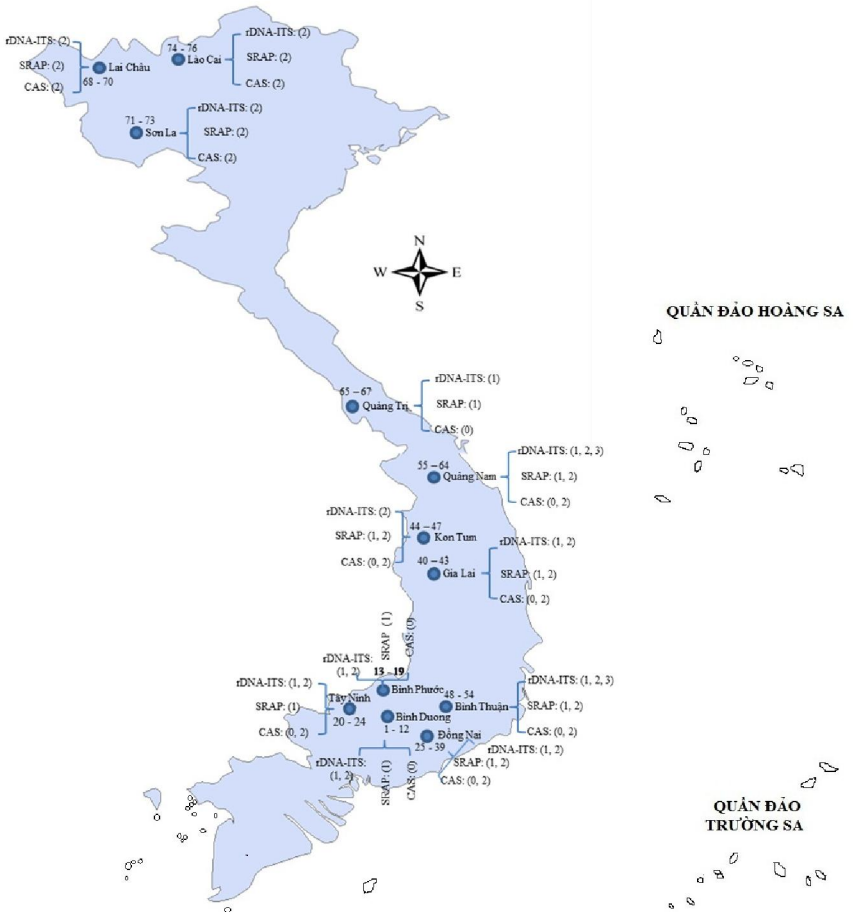 74 - 76
Lào Cai
rDNA-ITS: (2)
SRAP: (2)
CAS: (2)
rDNA-ITS: (2)
SRAP: (2)
CAS: (2)
Lai Châu
68 - 70
71 - 73
Sơn La
rDNA-ITS: (2)
SRAP: (2)
CAS: (2)
N
W
E
S
QUẦN ĐẢO HOÀNG SA
65 – 67
Quảng Trị
rDNA-ITS: (1)
SRAP: (1)
CAS: (0)
55 – 64
Quảng Nam
rDNA-ITS: (1, 2, 3)
SRAP: (1, 2)
CAS: (0, 2)
rDNA-ITS: (2)
SRAP: (1, 2)
CAS: (0, 2)
44 – 47
Kon Tum
40 – 43
Gia Lai
rDNA-ITS: (1, 2)
SRAP: (1, 2)
CAS: (0, 2)
SRAP (1)
CAS: (0)
rDNA-ITS:
(1, 2)
13 - 19
Bình Phước
rDNA-ITS: (1, 2)
SRAP: (1)
CAS: (0, 2)
Tây Ninh
20 - 24
48 - 54
Bình Thuận
rDNA-ITS: (1, 2, 3)
SRAP: (1, 2)
CAS: (0, 2)
Bình Dương
1 - 12
rDNA-ITS:
(1, 2)
SRAP: (1)
CAS: (0)
Đồng Nai
25 - 39
rDNA-ITS: (1, 2)
SRAP: (1, 2)
CAS: (0, 2)
QUẦN ĐẢO
TRƯỜNG SA